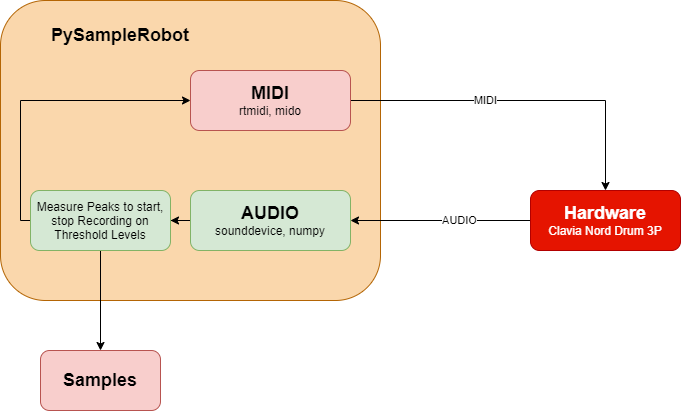 PySampleRobot
MIDI
rtmidi, mido
MIDI
Measure Peaks to start,
stop Recording on
Threshold Levels
AUDIO
sounddevice, numpy
AUDIO
Hardware
Clavia Nord Drum 3P
Samples